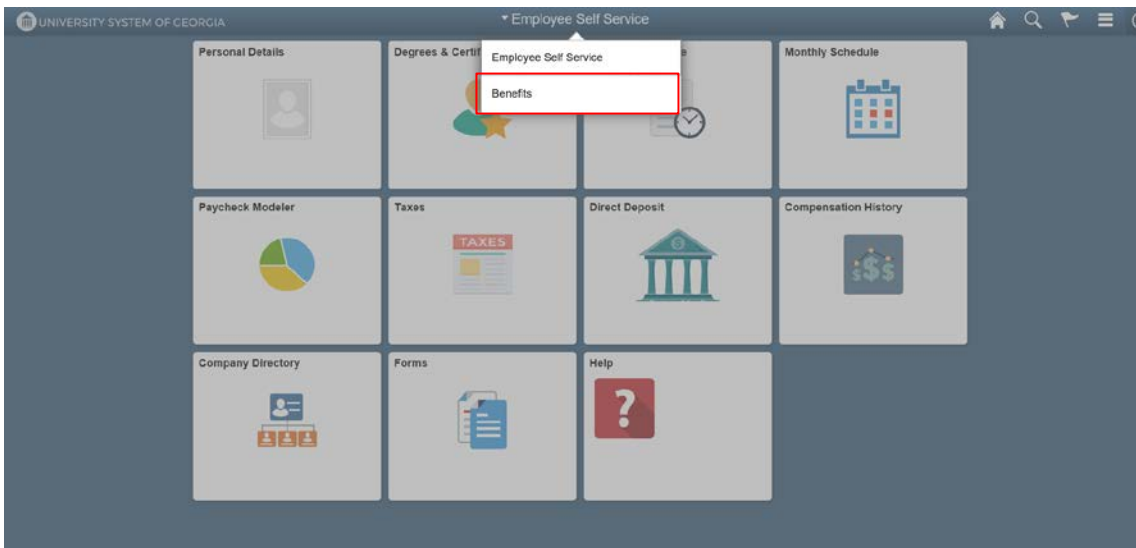 UNIVERSITY SYSTEM OF GEORGIA
Employee Self Service
Personal Details
Degrees & Certif
Employee Self Service
e
Monthly Schedule
Benefits
Paycheck Modeler
Taxes
Direct Deposit
Compensation History
TAXES
$
s$s
Company Directory
Forms
Help
?